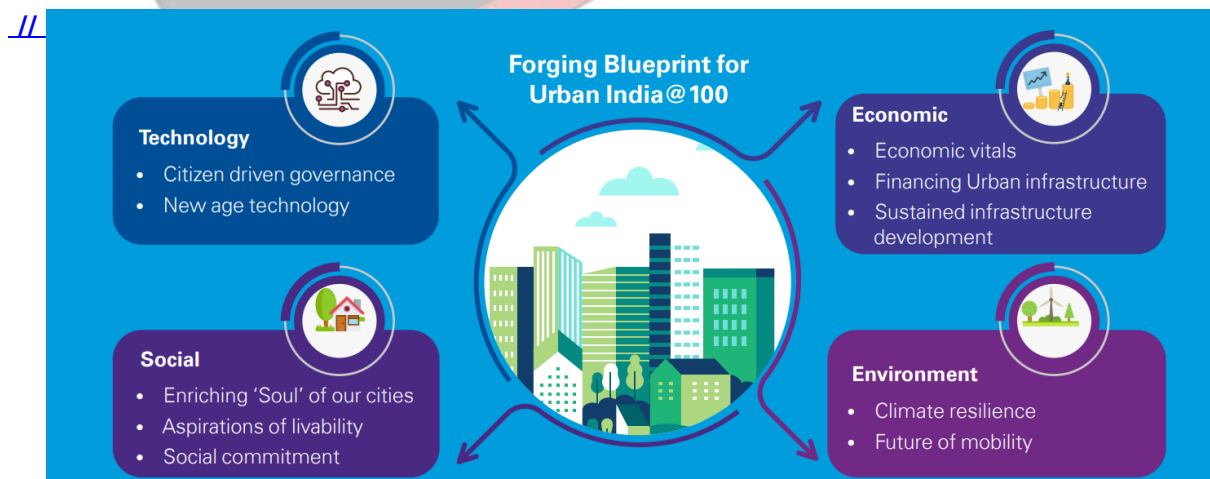 //
Forging Blueprint for
Urban India@100
Technology
• Citizen driven governance
• New age technology
Economic
• Economic vitals
• Financing Urban infrastructure
• Sustained infrastructure
development
Social
• Enriching ‘Soul’ of our cities
• Aspirations of livability
• Social commitment
Environment
• Climate resilience
• Future of mobility